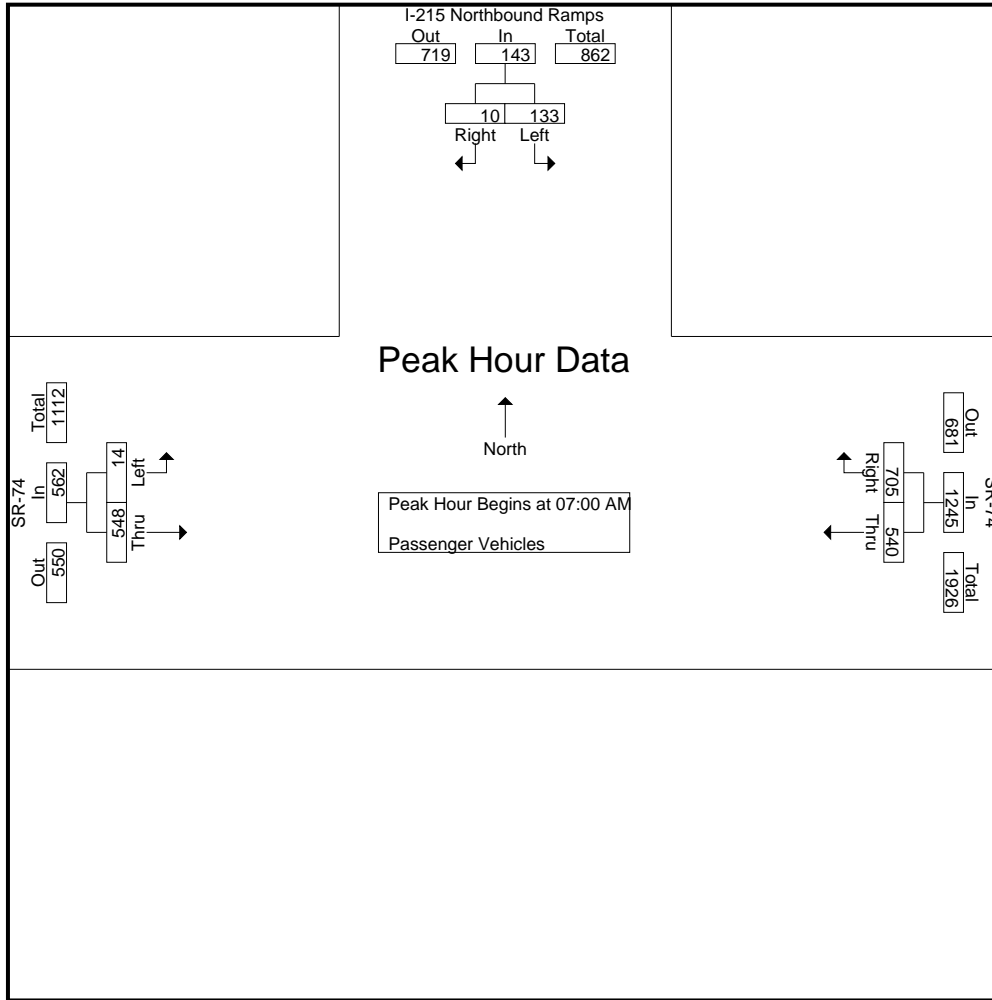 I-215 Northbound Ramps
Out In Total
719 143 862
10 133
Right Left
Peak Hour Data
North
Peak Hour Begins at 07:00 AM
Passenger Vehicles
SR-74
Total In Out
1112 562 550
14 548
Left Thru
SR-74
Out In Total
681 1245 1926
705 540
Right Thru